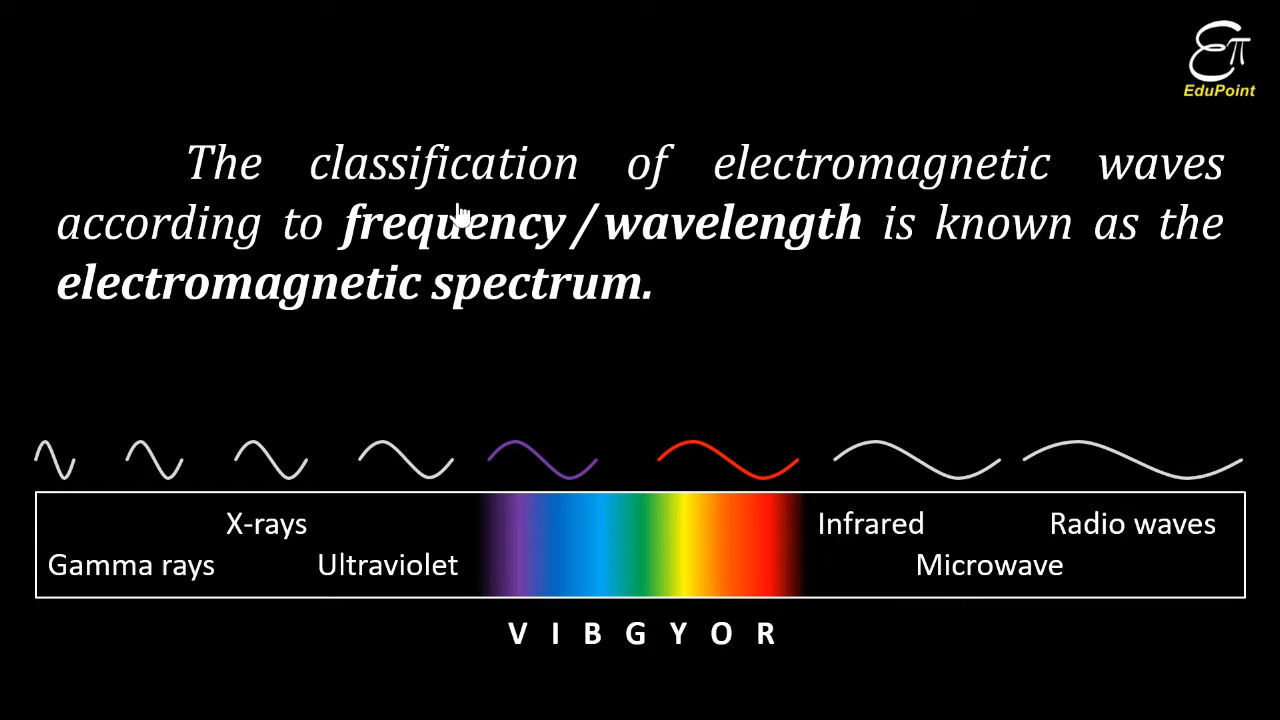 επ
EduPoint
The classification of electromagnetic waves
according to frequency / wavelength is known as the
electromagnetic spectrum.
X-rays
Infrared
Radio waves
Gamma rays
Ultraviolet
Microwave
V I B G Y O R